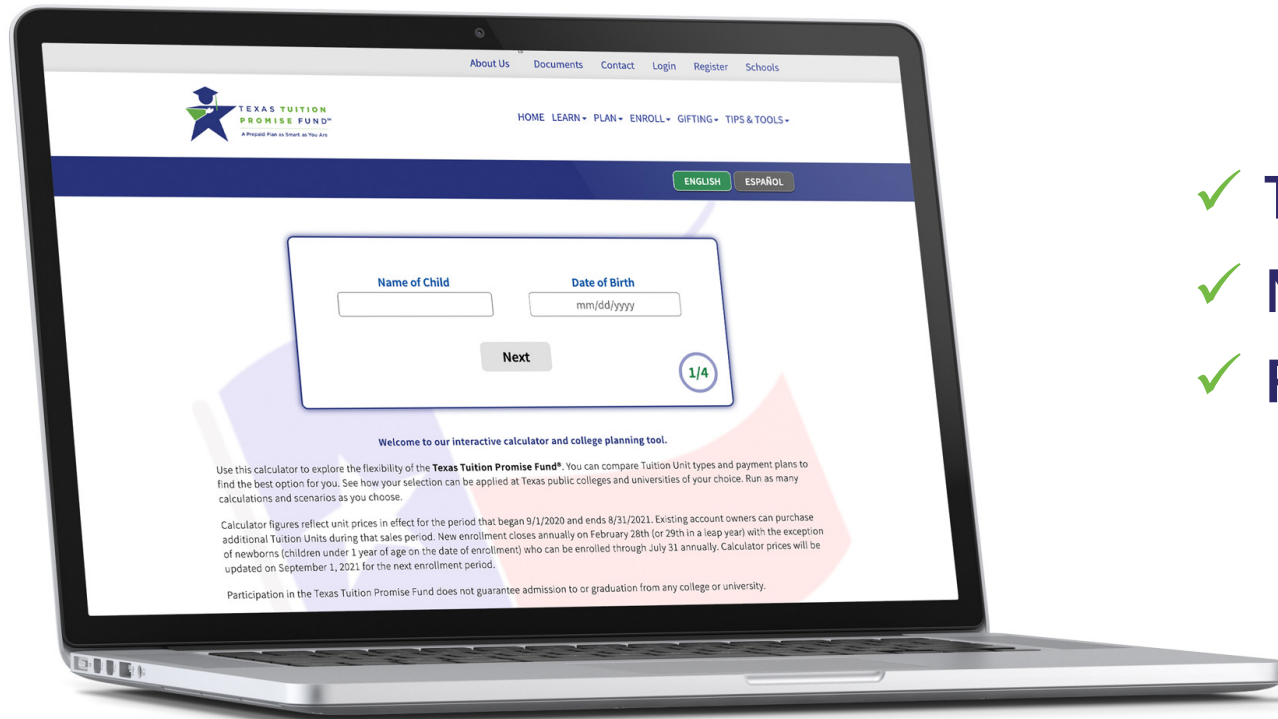 About Us Documents Contact Login Register Schools
TEXAS TUITION
PROMISE FUND℠
A Prepaid Plan as Smart as You Are
HOME LEARN PLAN ENROLL GIFTING TIPS & TOOLS
ENGLISH ESPAÑOL
Name of Child Date of Birth
mm/dd/yyyy
Next
1/4
Welcome to our interactive calculator and college planning tool.
Use this calculator to explore the flexibility of the Texas Tuition Promise Fund®. You can compare Tuition Unit types and payment plans to
find the best option for you. See how your selection can be applied at Texas public colleges and universities of your choice. Run as many
calculations and scenarios as you choose.
Calculator figures reflect unit prices in effect for the period that began 9/1/2020 and ends 8/31/2021. Existing account owners can purchase
additional Tuition Units during that sales period. New enrollment closes annually on February 28th (or 29th in a leap year) with the exception
of newborns (children under 1 year of age on the date of enrollment) who can be enrolled through July 31 annually. Calculator prices will be
updated on September 1, 2021 for the next enrollment period.
Participation in the Texas Tuition Promise Fund does not guarantee admission to or graduation from any college or university.